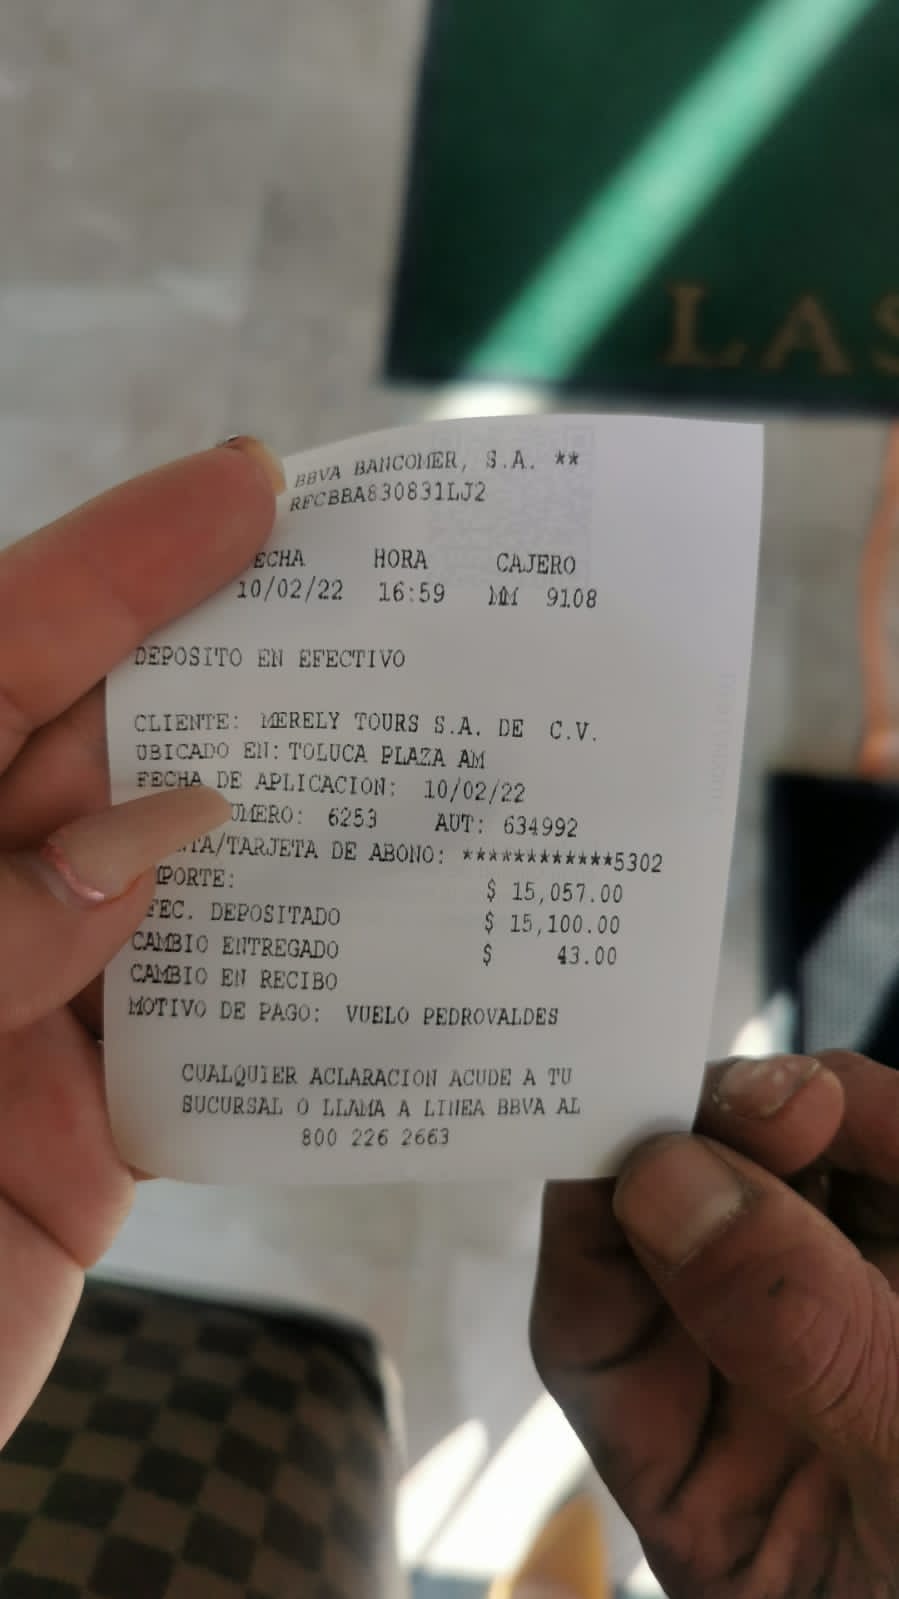 LAS
BBVA BANCOMER, S.A. **
RFCBBA830831LJ2
ECHA HORA CAJERO
10/02/22 16:59 MM 9108
DEPOSITO EN EFECTIVO
CLIENTE: MERELY TOURS S.A. DE C.V.
UBICADO EN: TOLUCA PLAZA AM
FECHA DE APLICACION: 10/02/22
UMERO: 6253 AUT: 634992
TA/TARJETA DE ABONO: ************5302
PORTE: $ 15,057.00
FEC. DEPOSITADO $ 15,100.00
CAMBIO ENTREGADO $ 43.00
CAMBIO EN RECIBO
MOTIVO DE PAGO: VUELO PEDROVALDES
CUALQUIER ACLARACION ACUDE A TU
SUCURSAL O LLAMA A LINEA BBVA AL
800 226 2663